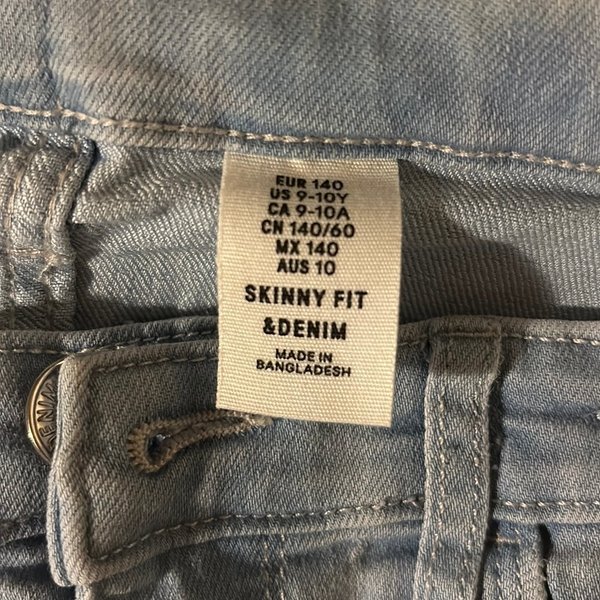 EUR 140
US 9-10Y
CA 9-10A
CN 140/60
MX 140
AUS 10
SKINNY FIT
&DENIM
MADE IN
BANGLADESH